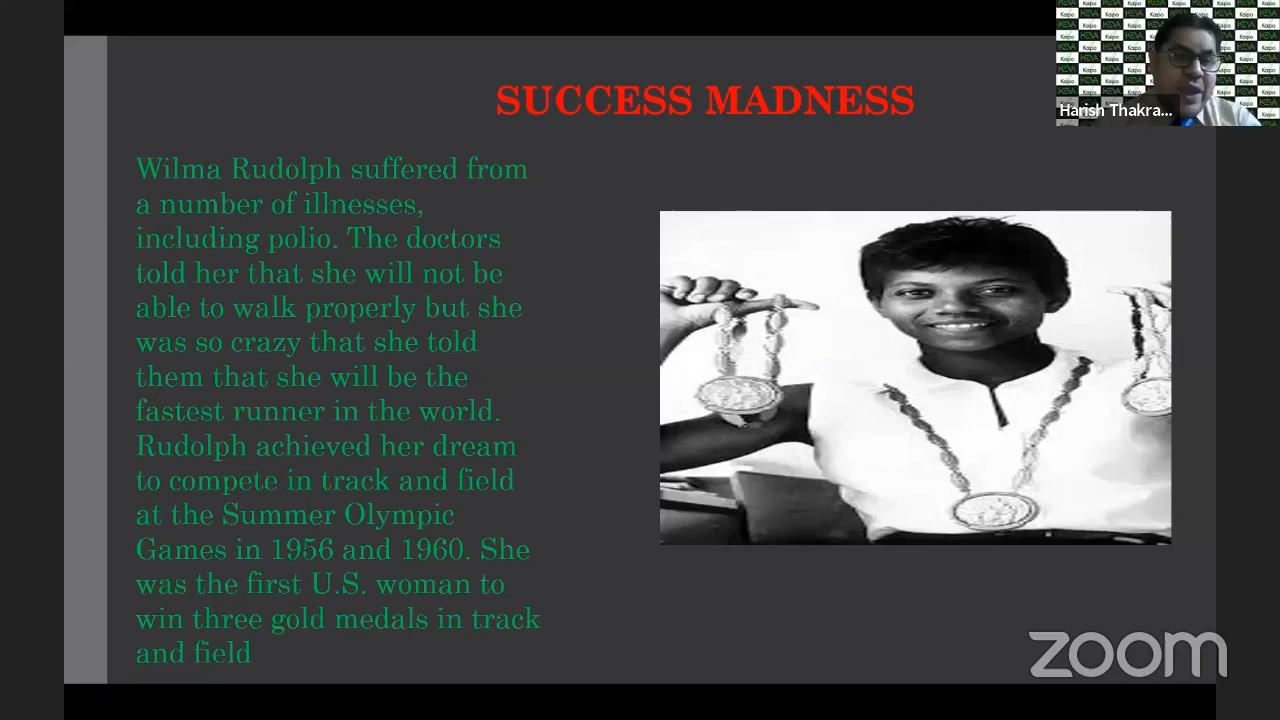 SUCCESS MADNESS
Wilma Rudolph suffered from
a number of illnesses,
including polio. The doctors
told her that she will not be
able to walk properly but she
was so crazy that she told
them that she will be the
fastest runner in the world.
Rudolph achieved her dream
to compete in track and field
at the Summer Olympic
Games in 1956 and 1960. She
was the first U.S. woman to
win three gold medals in track
and field
Harish Thakra...
KEVA
Kaipo
zoom